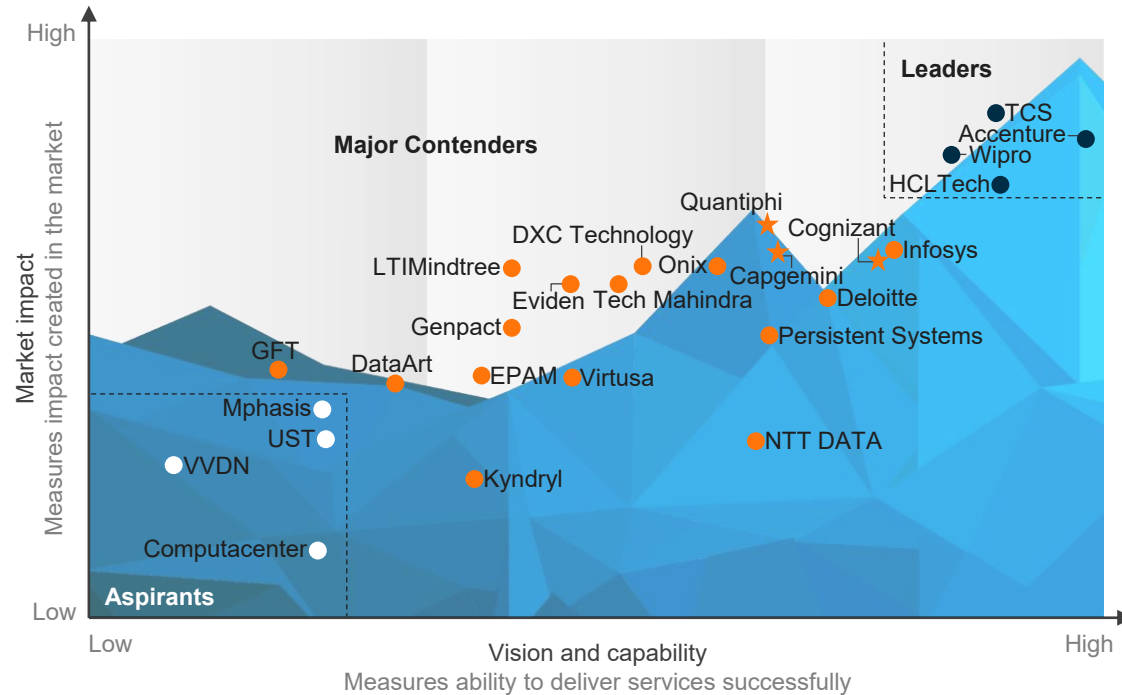 High
Leaders
TCS
Accenture
Major Contenders
Wipro
HCLTech
Quantiphi
Cognizant
DXC Technology
Infosys
LTIMindtree
Onix
Capgemini
Eviden
Tech Mahindra
Deloitte
Genpact
Persistent Systems
GFT
DataArt
EPAM
Virtusa
Mphasis
UST
NTT DATA
VVDN
Kyndryl
Computacenter
Aspirants
Market impact
Measures impact created in the market
Low
Low
High
Vision and capability
Measures ability to deliver services successfully